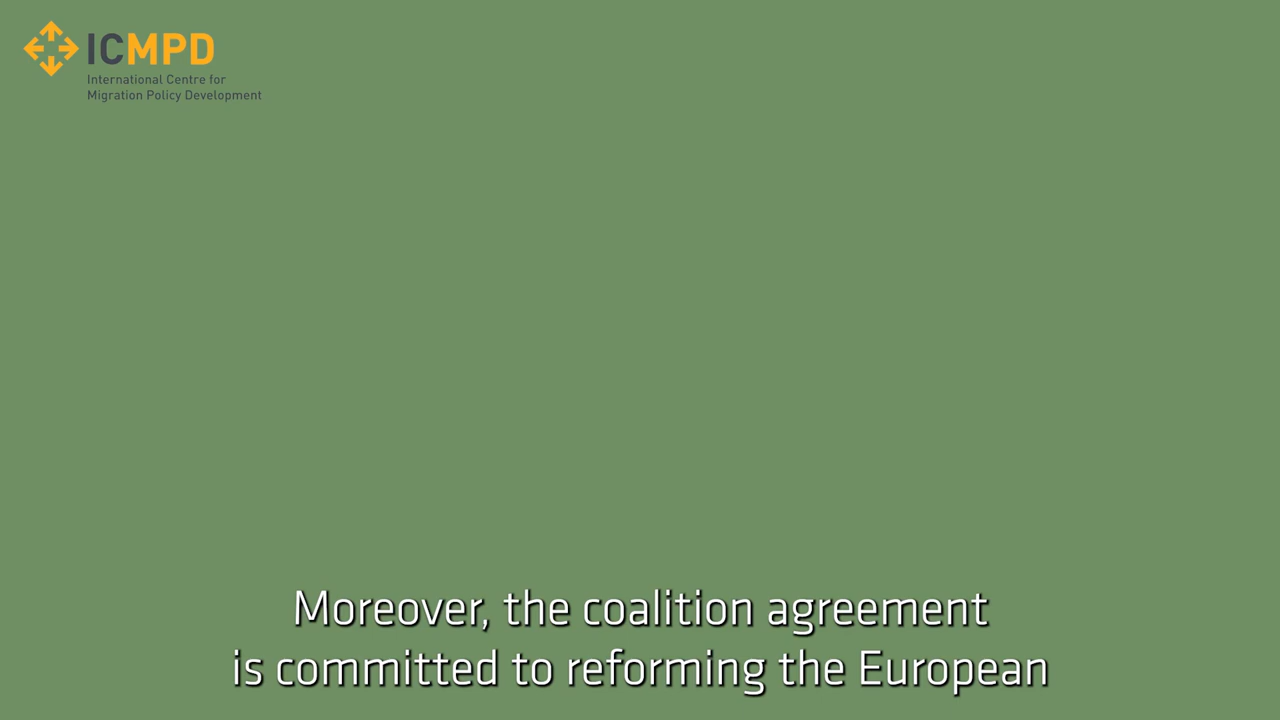 ICMPD
International Centre for
Migration Policy Development
Moreover, the coalition agreement
is committed to reforming the European